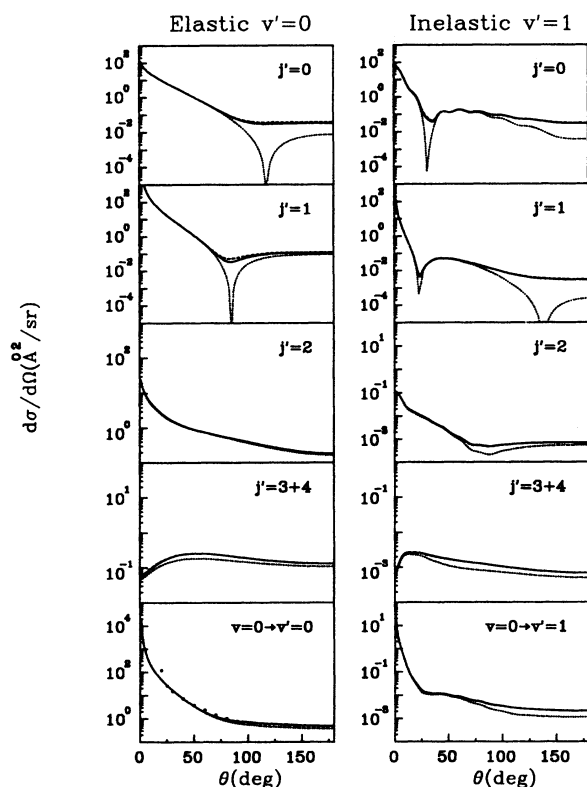 Elastic v'=0 Inelastic v'=1
10² j'=0 10² j'=0
10⁰ 10⁰
10⁻² 10⁻²
10⁻⁴ 10⁻⁴
10² j'=1 10² j'=1
10⁰ 10⁰
10⁻² 10⁻²
10⁻⁴ 10⁻⁴
dσ/dΩ(Å²/sr)
10² j'=2 10¹ j'=2
10⁻¹
10⁰ 10⁻³
10¹ j'=3+4 10⁻¹ j'=3+4
10⁻¹ 10⁻³
10⁴ v=0→v'=0 10¹ v=0→v'=1
10² 10⁻²
10⁰ 10⁻⁵
0 50 100 150 0 50 100 150
θ(deg) θ(deg)